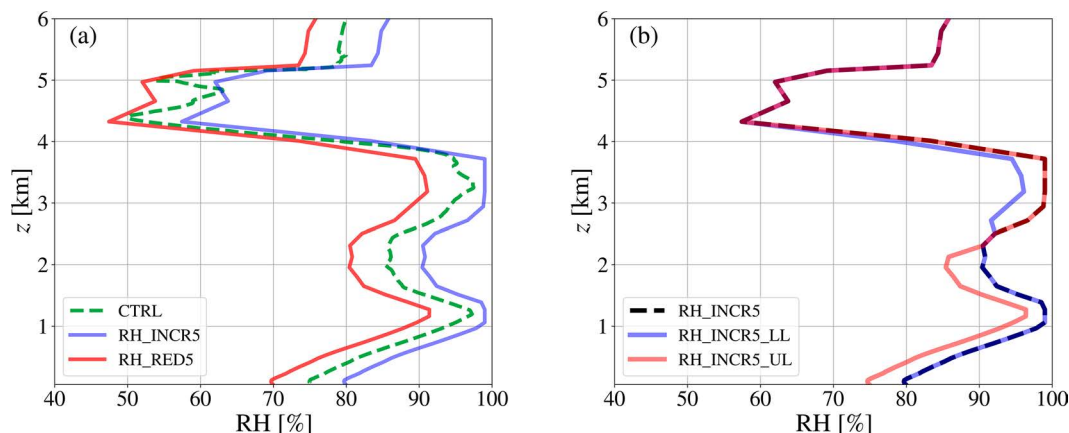 (a)
6
5
4
3
2
1
z [km]
40 50 60 70 80 90 100
RH [%]
CTRL
RH_INCR5
RH_RED5
(b)
6
5
4
3
2
1
z [km]
40 50 60 70 80 90 100
RH [%]
RH_INCR5
RH_INCR5_LL
RH_INCR5_UL